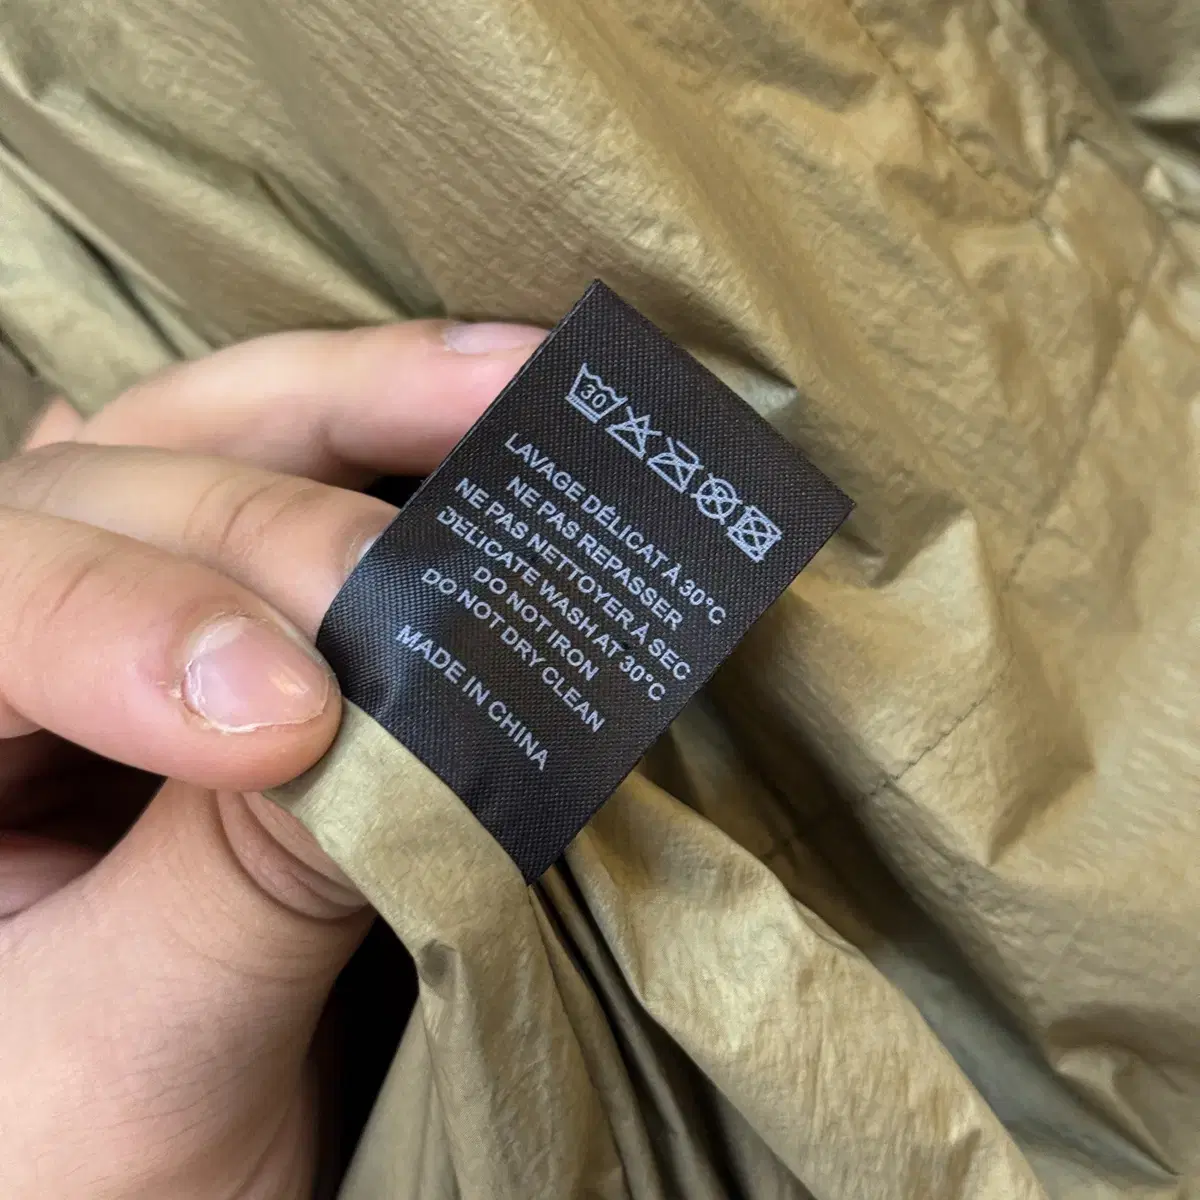 30
LAVAGE DÉLICAT À 30°C
NE PAS REPASSER
NE PAS NETTOYER À SEC
DELICATE WASH AT 30°C
DO NOT IRON
DO NOT DRY CLEAN
MADE IN CHINA